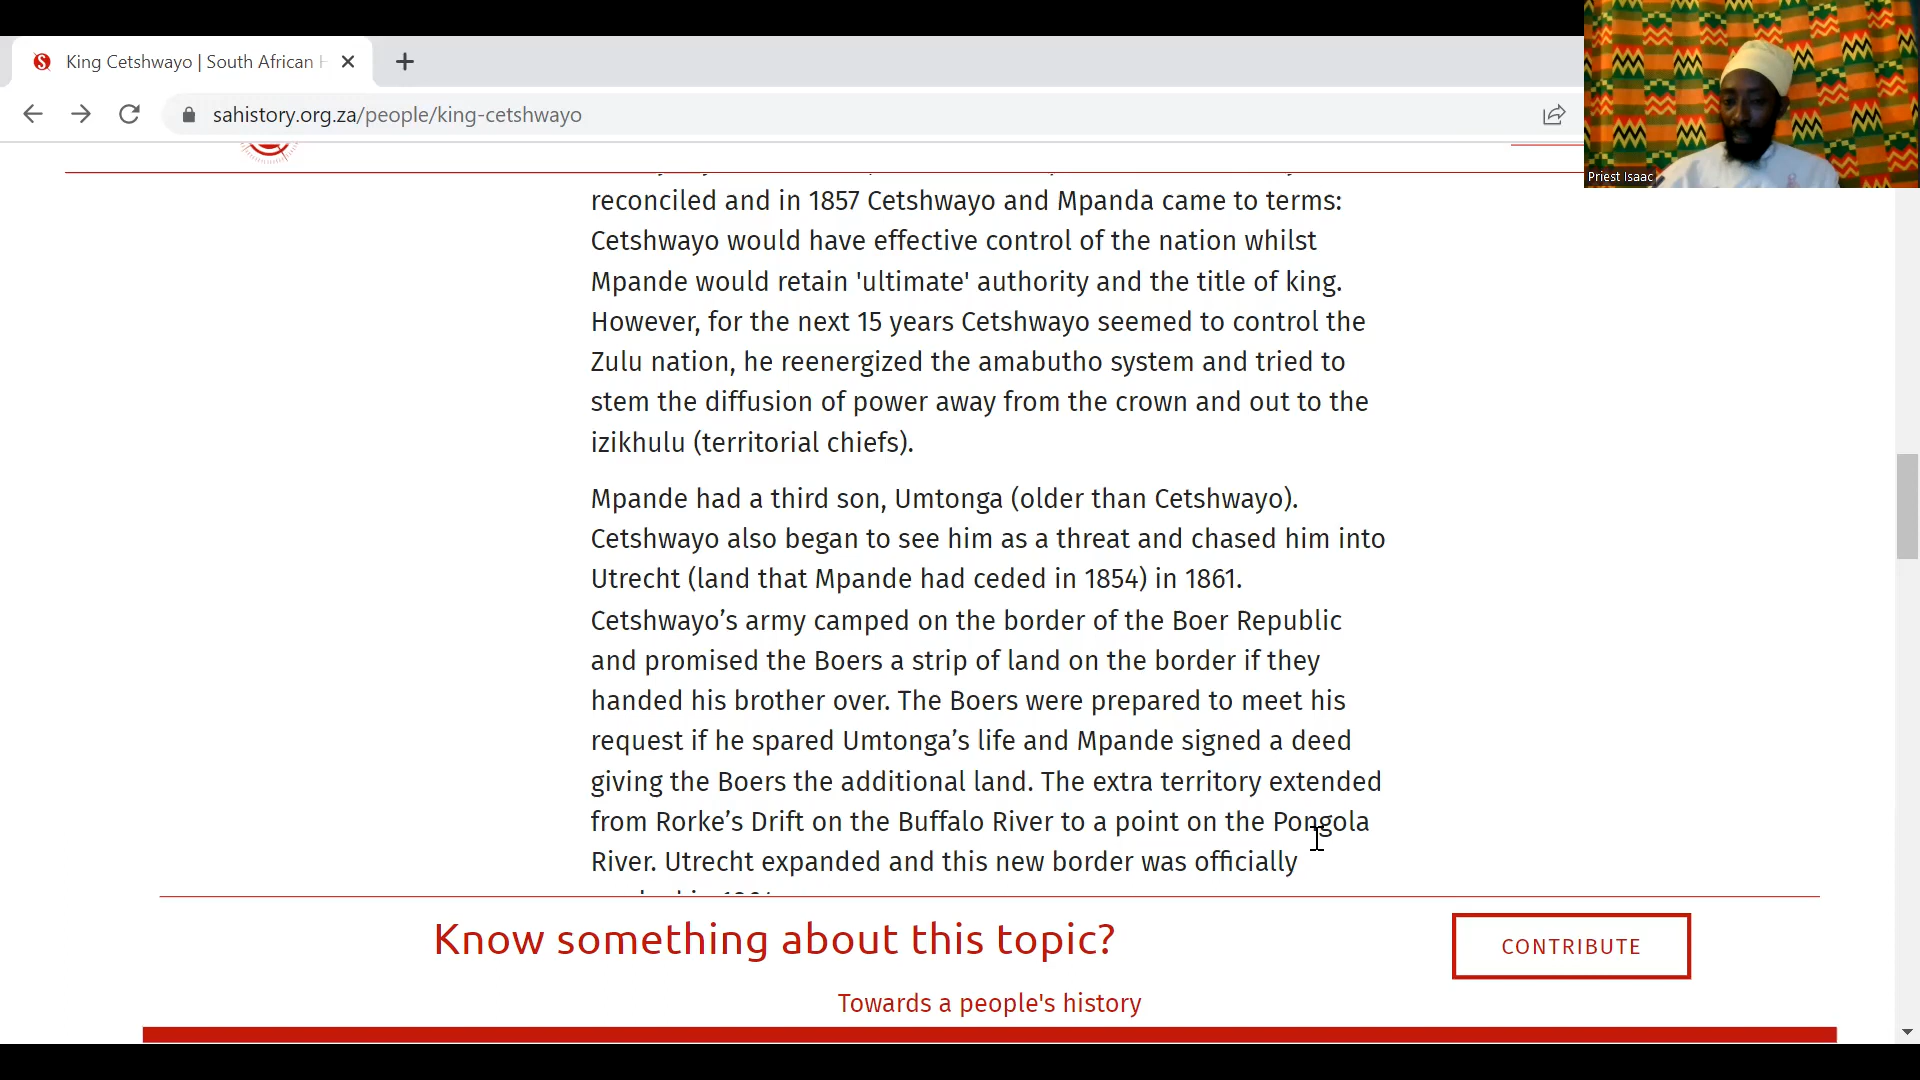 King Cetshwayo | South African H
sahistory.org.za/people/king-cetshwayo
Priest Isaac
reconciled and in 1857 Cetshwayo and Mpanda came to terms:
Cetshwayo would have effective control of the nation whilst
Mpande would retain 'ultimate' authority and the title of king.
However, for the next 15 years Cetshwayo seemed to control the
Zulu nation, he reenergized the amabutho system and tried to
stem the diffusion of power away from the crown and out to the
izikhulu (territorial chiefs).
Mpande had a third son, Umtonga (older than Cetshwayo).
Cetshwayo also began to see him as a threat and chased him into
Utrecht (land that Mpande had ceded in 1854) in 1861.
Cetshwayo’s army camped on the border of the Boer Republic
and promised the Boers a strip of land on the border if they
handed his brother over. The Boers were prepared to meet his
request if he spared Umtonga’s life and Mpande signed a deed
giving the Boers the additional land. The extra territory extended
from Rorke’s Drift on the Buffalo River to a point on the Pongola
River. Utrecht expanded and this new border was officially
Know something about this topic?
CONTRIBUTE
Towards a people's history